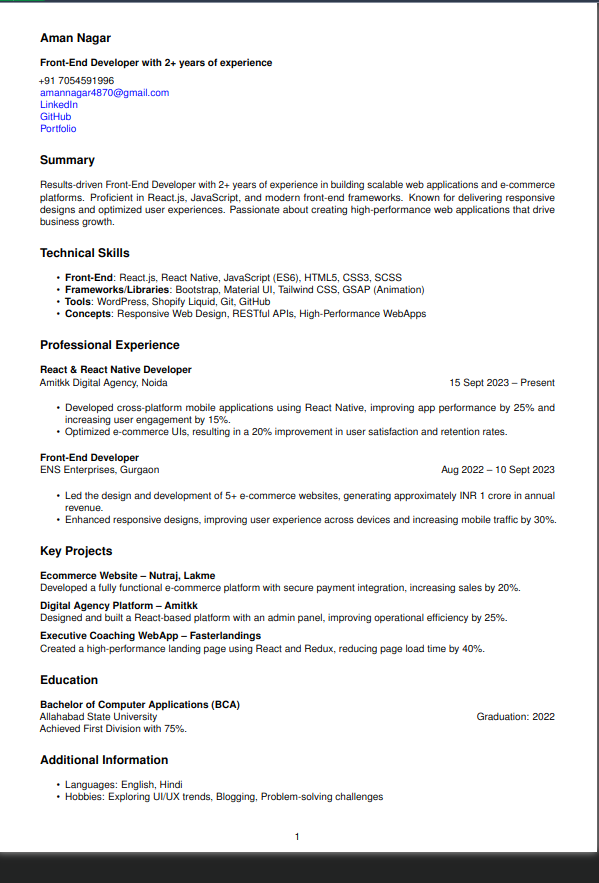 Aman Nagar
Front-End Developer with 2+ years of experience
+91 7054591996
amannagar4870@gmail.com
LinkedIn
GitHub
Portfolio
Summary
Results-driven Front-End Developer with 2+ years of experience in building scalable web applications and e-commerce
platforms. Proficient in React.js, JavaScript, and modern front-end frameworks. Known for delivering responsive
designs and optimized user experiences. Passionate about creating high-performance web applications that drive
business growth.
Technical Skills
• Front-End: React.js, React Native, JavaScript (ES6), HTML5, CSS3, SCSS
• Frameworks/Libraries: Bootstrap, Material UI, Tailwind CSS, GSAP (Animation)
• Tools: WordPress, Shopify Liquid, Git, GitHub
• Concepts: Responsive Web Design, RESTful APIs, High-Performance WebApps
Professional Experience
React & React Native Developer
Amitkk Digital Agency, Noida 15 Sept 2023 – Present
• Developed cross-platform mobile applications using React Native, improving app performance by 25% and
increasing user engagement by 15%.
• Optimized e-commerce UIs, resulting in a 20% improvement in user satisfaction and retention rates.
Front-End Developer
ENS Enterprises, Gurgaon Aug 2022 – 10 Sept 2023
• Led the design and development of 5+ e-commerce websites, generating approximately INR 1 crore in annual
revenue.
• Enhanced responsive designs, improving user experience across devices and increasing mobile traffic by 30%.
Key Projects
Ecommerce Website – Nutraj, Lakme
Developed a fully functional e-commerce platform with secure payment integration, increasing sales by 20%.
Digital Agency Platform – Amitkk
Designed and built a React-based platform with an admin panel, improving operational efficiency by 25%.
Executive Coaching WebApp – Fasterlandings
Created a high-performance landing page using React and Redux, reducing page load time by 40%.
Education
Bachelor of Computer Applications (BCA)
Allahabad State University Graduation: 2022
Achieved First Division with 75%.
Additional Information
• Languages: English, Hindi
• Hobbies: Exploring UI/UX trends, Blogging, Problem-solving challenges
1